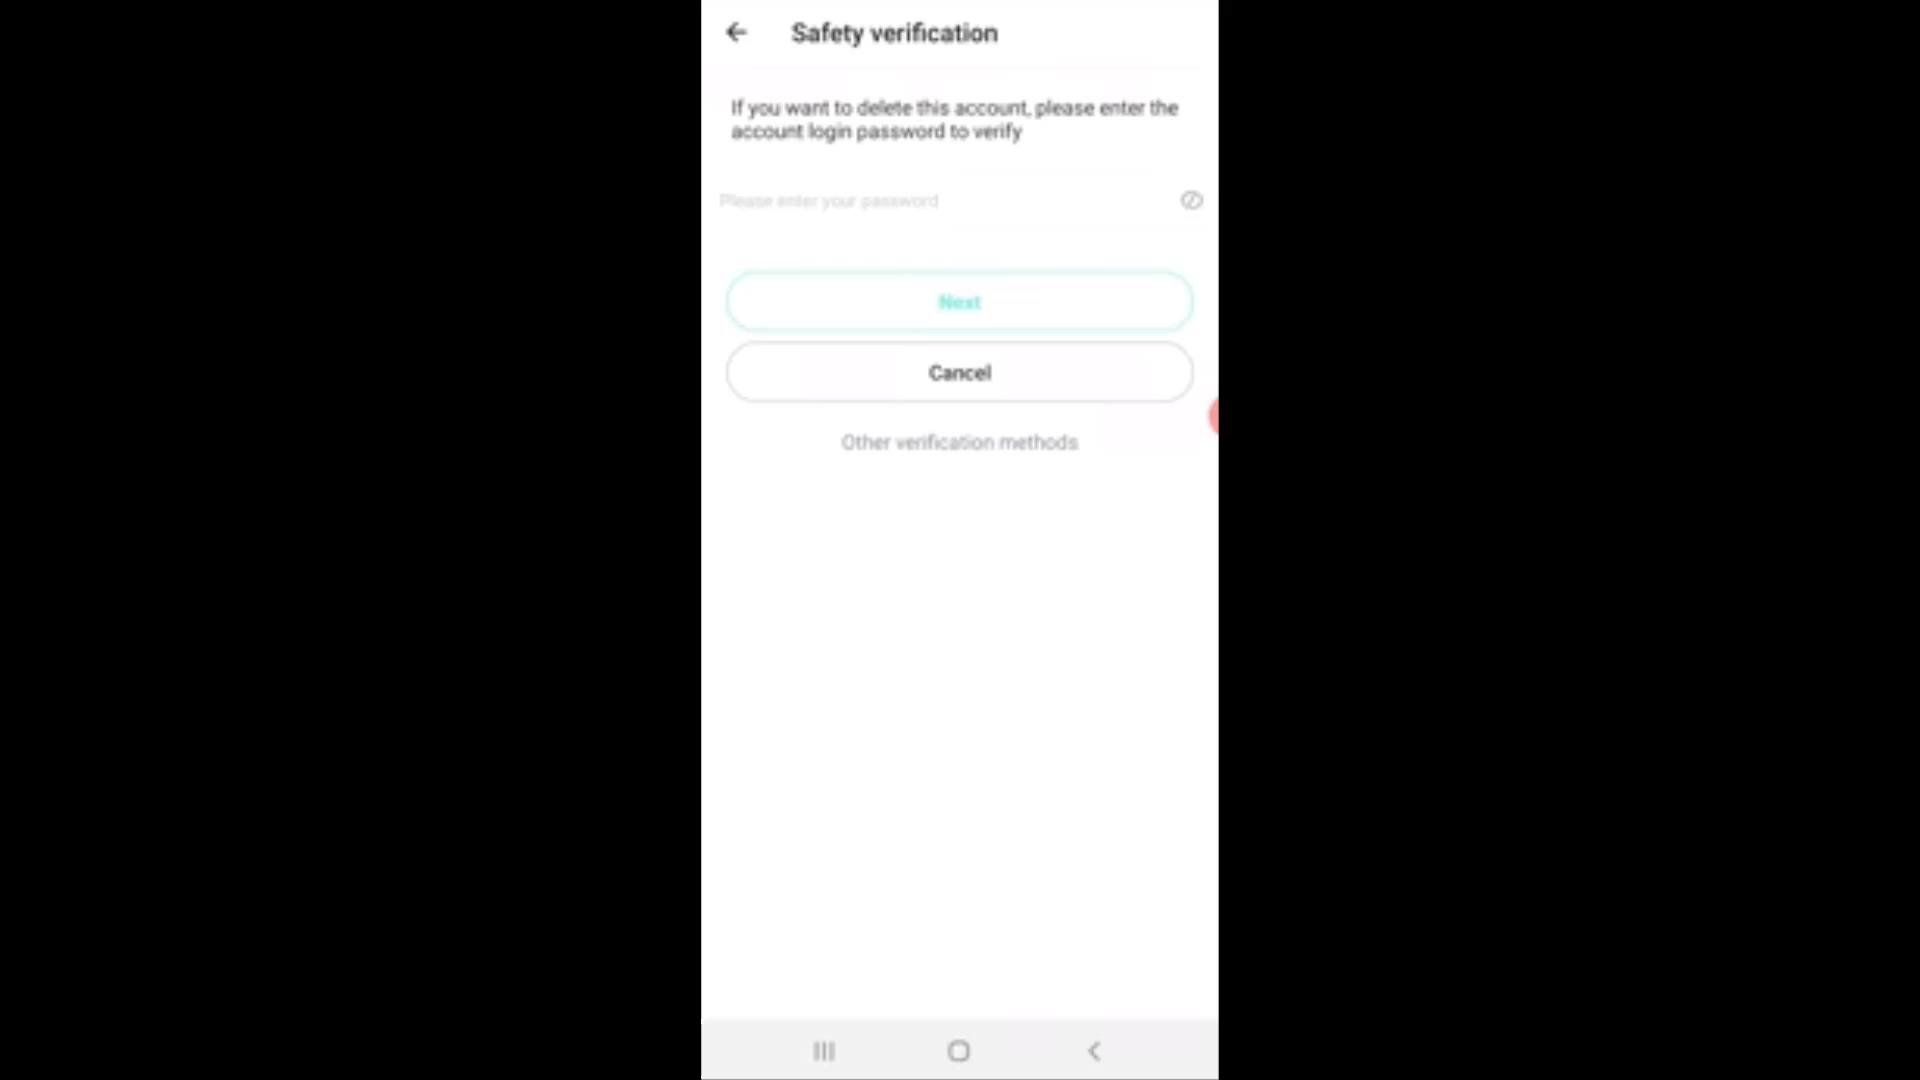 Safety verification
If you want to delete this account, please enter the
account login password to verify
Please enter your password
Next
Cancel
Other verification methods